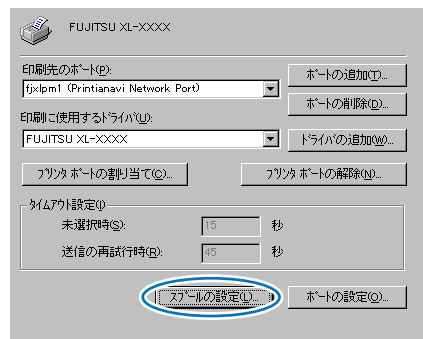 FUJITSU XL-XXXX
印刷先のポート(P):
fjxlpm1 (Printianavi Network Port)
ポートの追加(T)...
ポートの削除(D)...
印刷に使用するドライバ(U):
FUJITSU XL-XXXX
ドライバの追加(W)...
プリンタ ポートの割り当て(C)...
プリンタ ポートの解除(N)...
タイムアウト設定(I)
未選択時(S):
15
秒
送信の再試行時(R):
45
秒
スプールの設定(L)...
ポートの設定(O)...